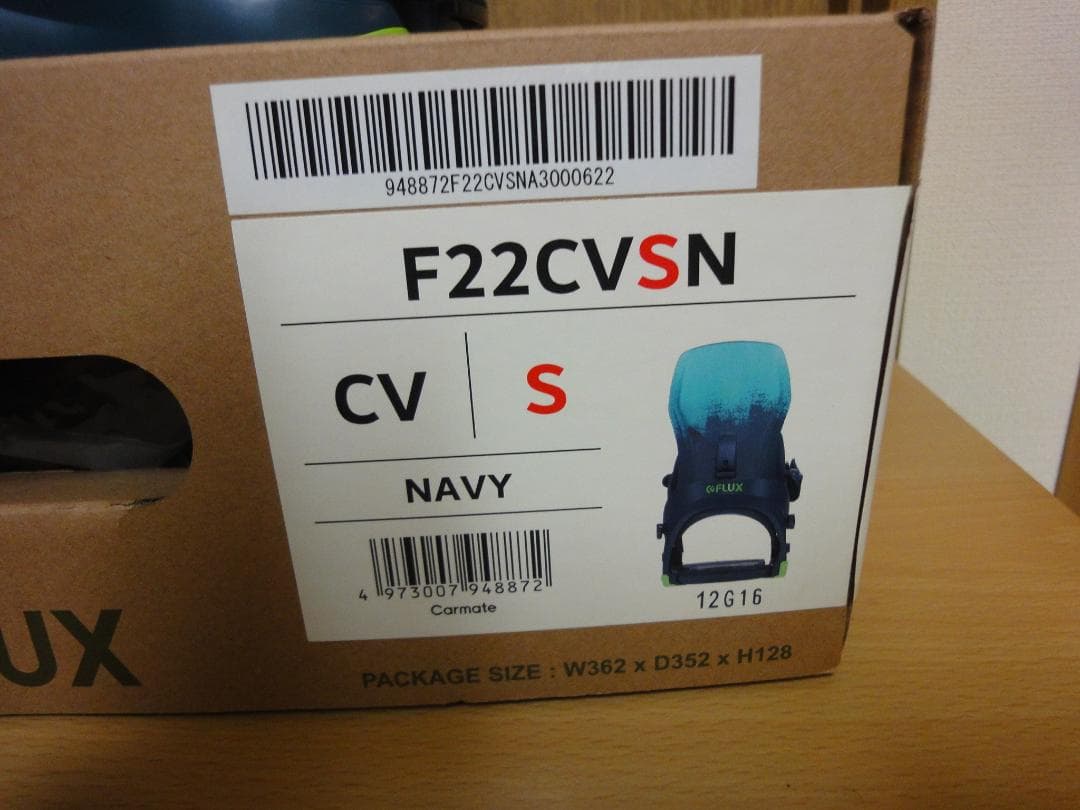 948872F22CVSNA3000622
F22CVSN
CV
S
NAVY
FLUX
4 973007 948872
Carmate
12G16
UX
PACKAGE SIZE : W362 x D352 x H128